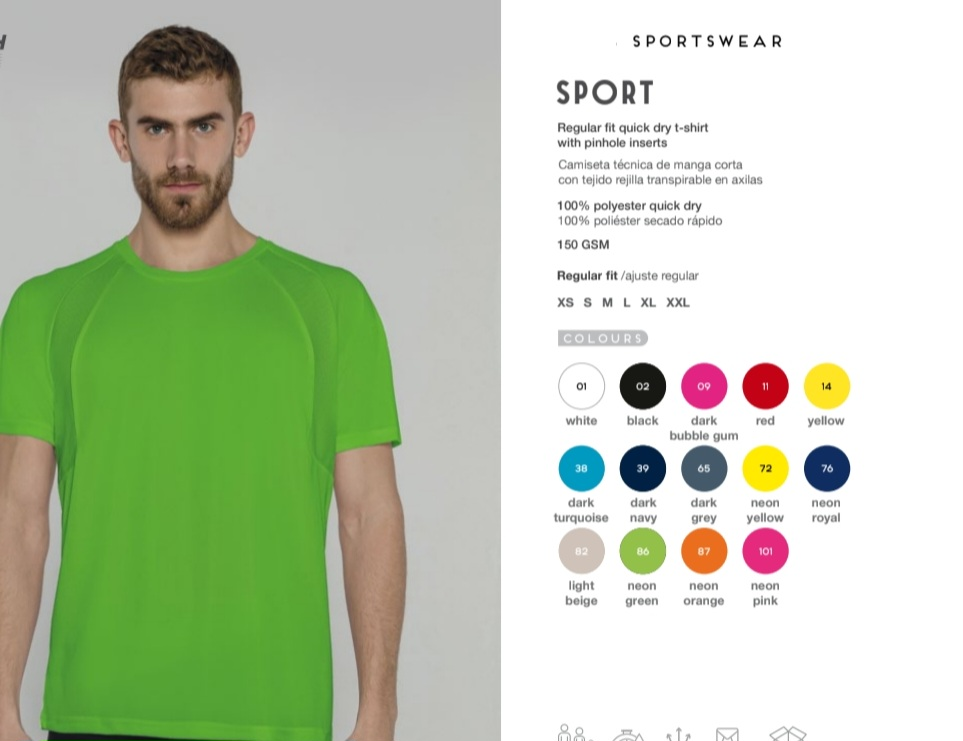 SPORTSWEAR
SPORT
Regular fit quick dry t-shirt
with pinhole inserts
Camiseta técnica de manga corta
con tejido rejilla transpirable en axilas
100% polyester quick dry
100% poliéster secado rápido
150 GSM
Regular fit /ajuste regular
XS S M L XL XXL
COLOURS
01 02 09 11 14
white black dark bubble gum red yellow
38 39 65 72 76
dark turquoise dark navy dark grey neon yellow neon royal
82 86 87 101
light beige neon green neon orange neon pink